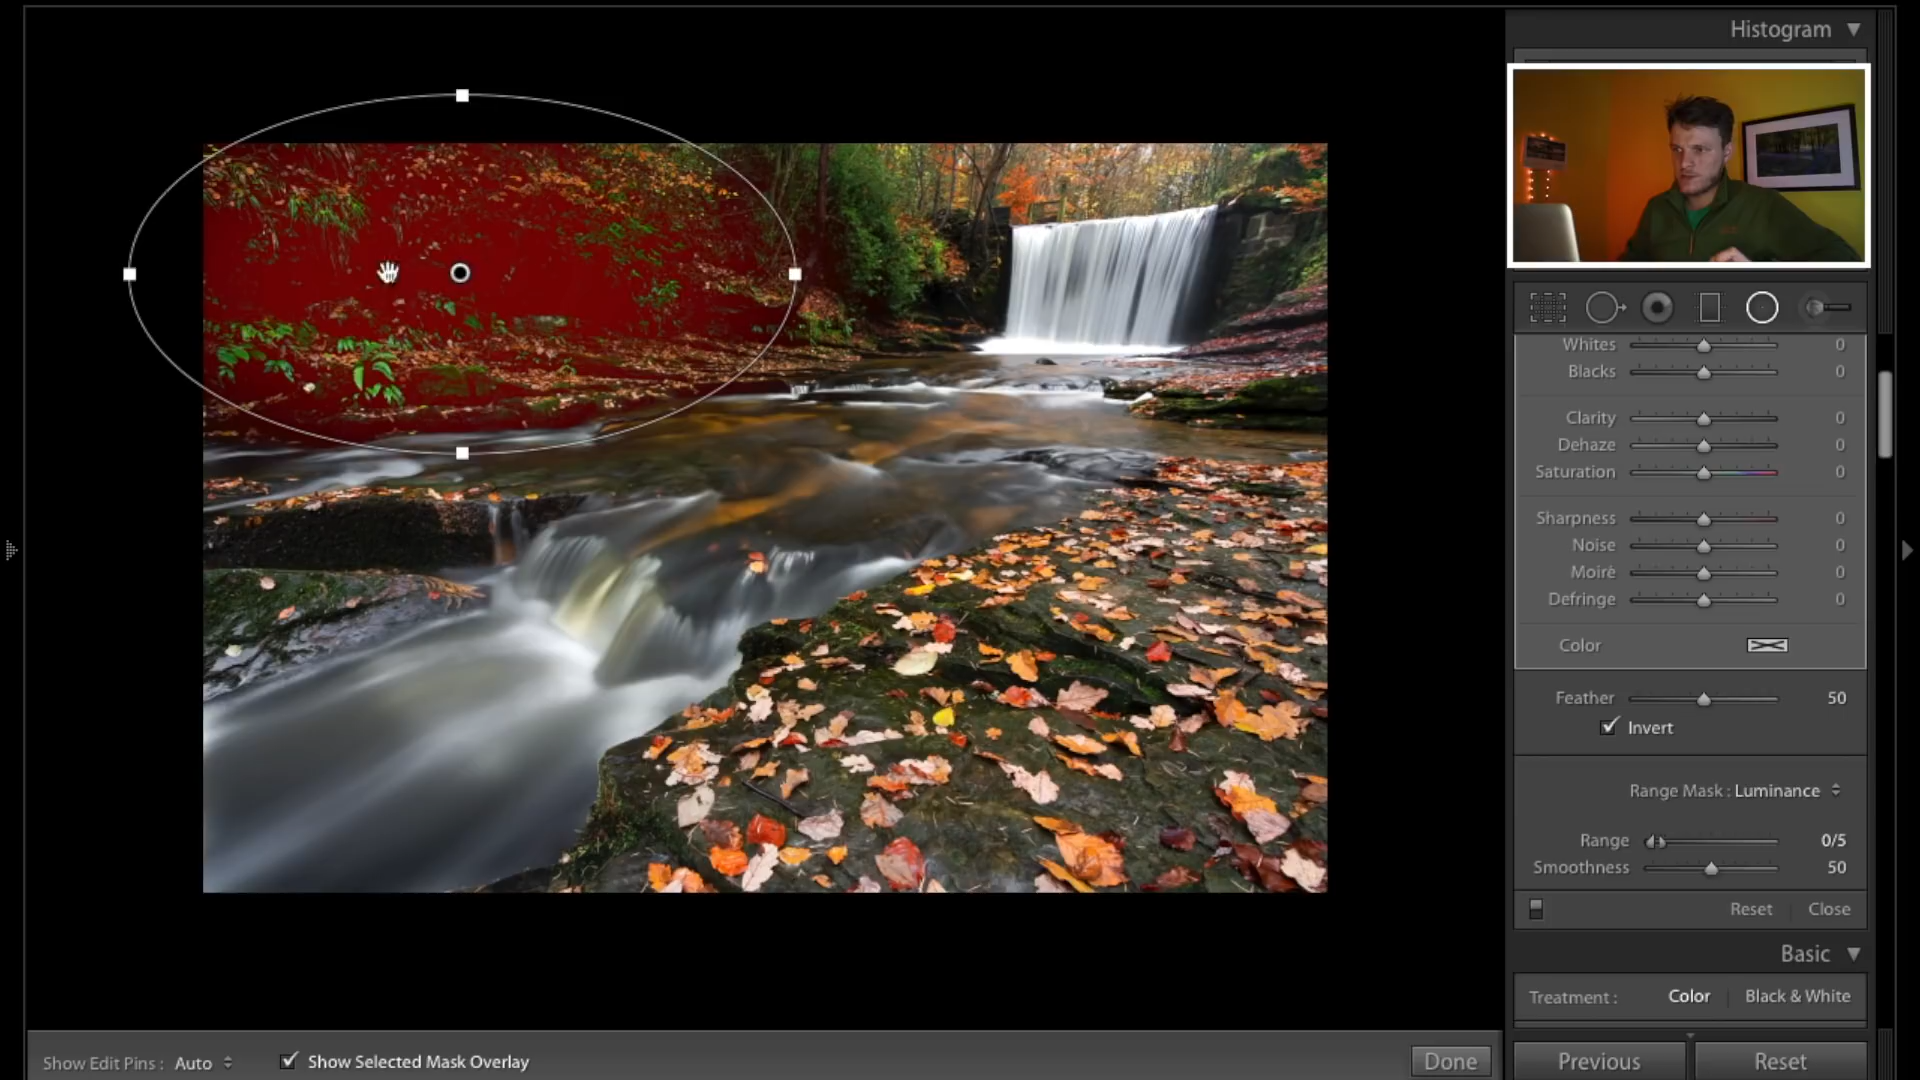 Histogram
Whites 0
Blacks 0
Clarity 0
Dehaze 0
Saturation 0
Sharpness 0
Noise 0
Moiré 0
Defringe 0
Color
Feather 50
Invert
Range Mask : Luminance
Range 0/5
Smoothness 50
Reset Close
Basic
Treatment : Color Black & White
Show Edit Pins : Auto Show Selected Mask Overlay Done Previous Reset